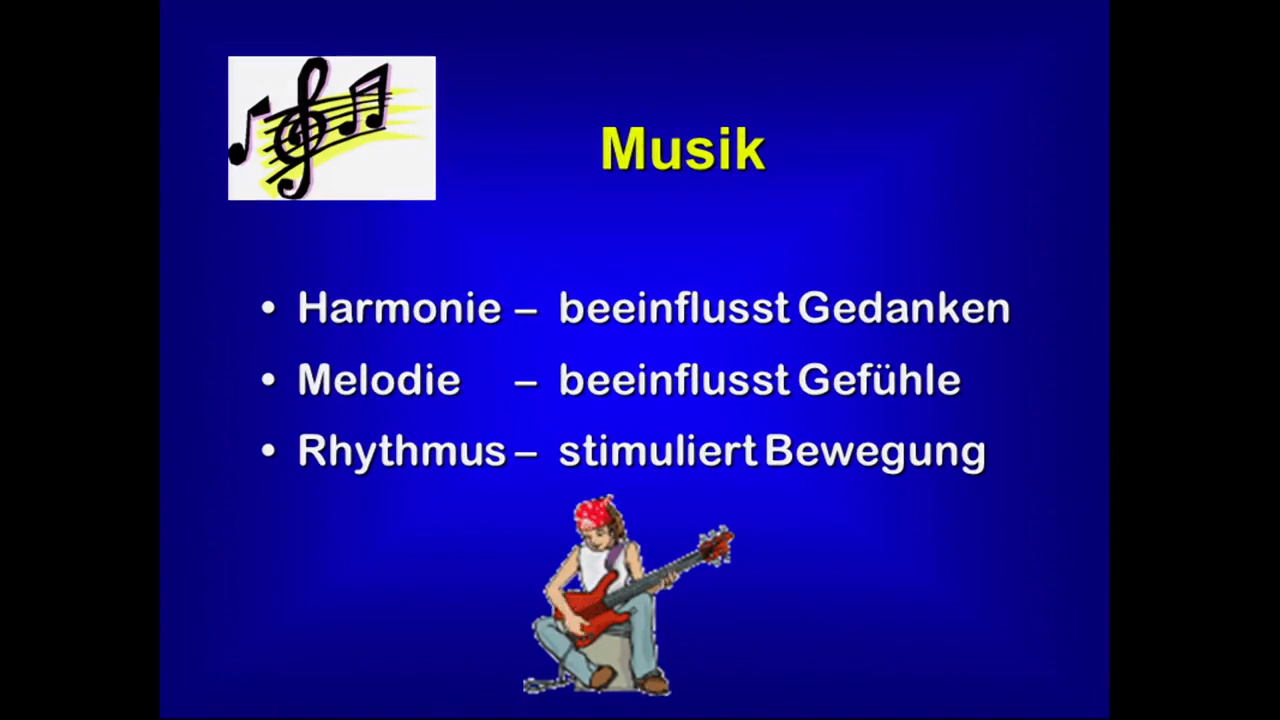 Musik
• Harmonie – beeinflusst Gedanken
• Melodie – beeinflusst Gefühle
• Rhythmus – stimuliert Bewegung